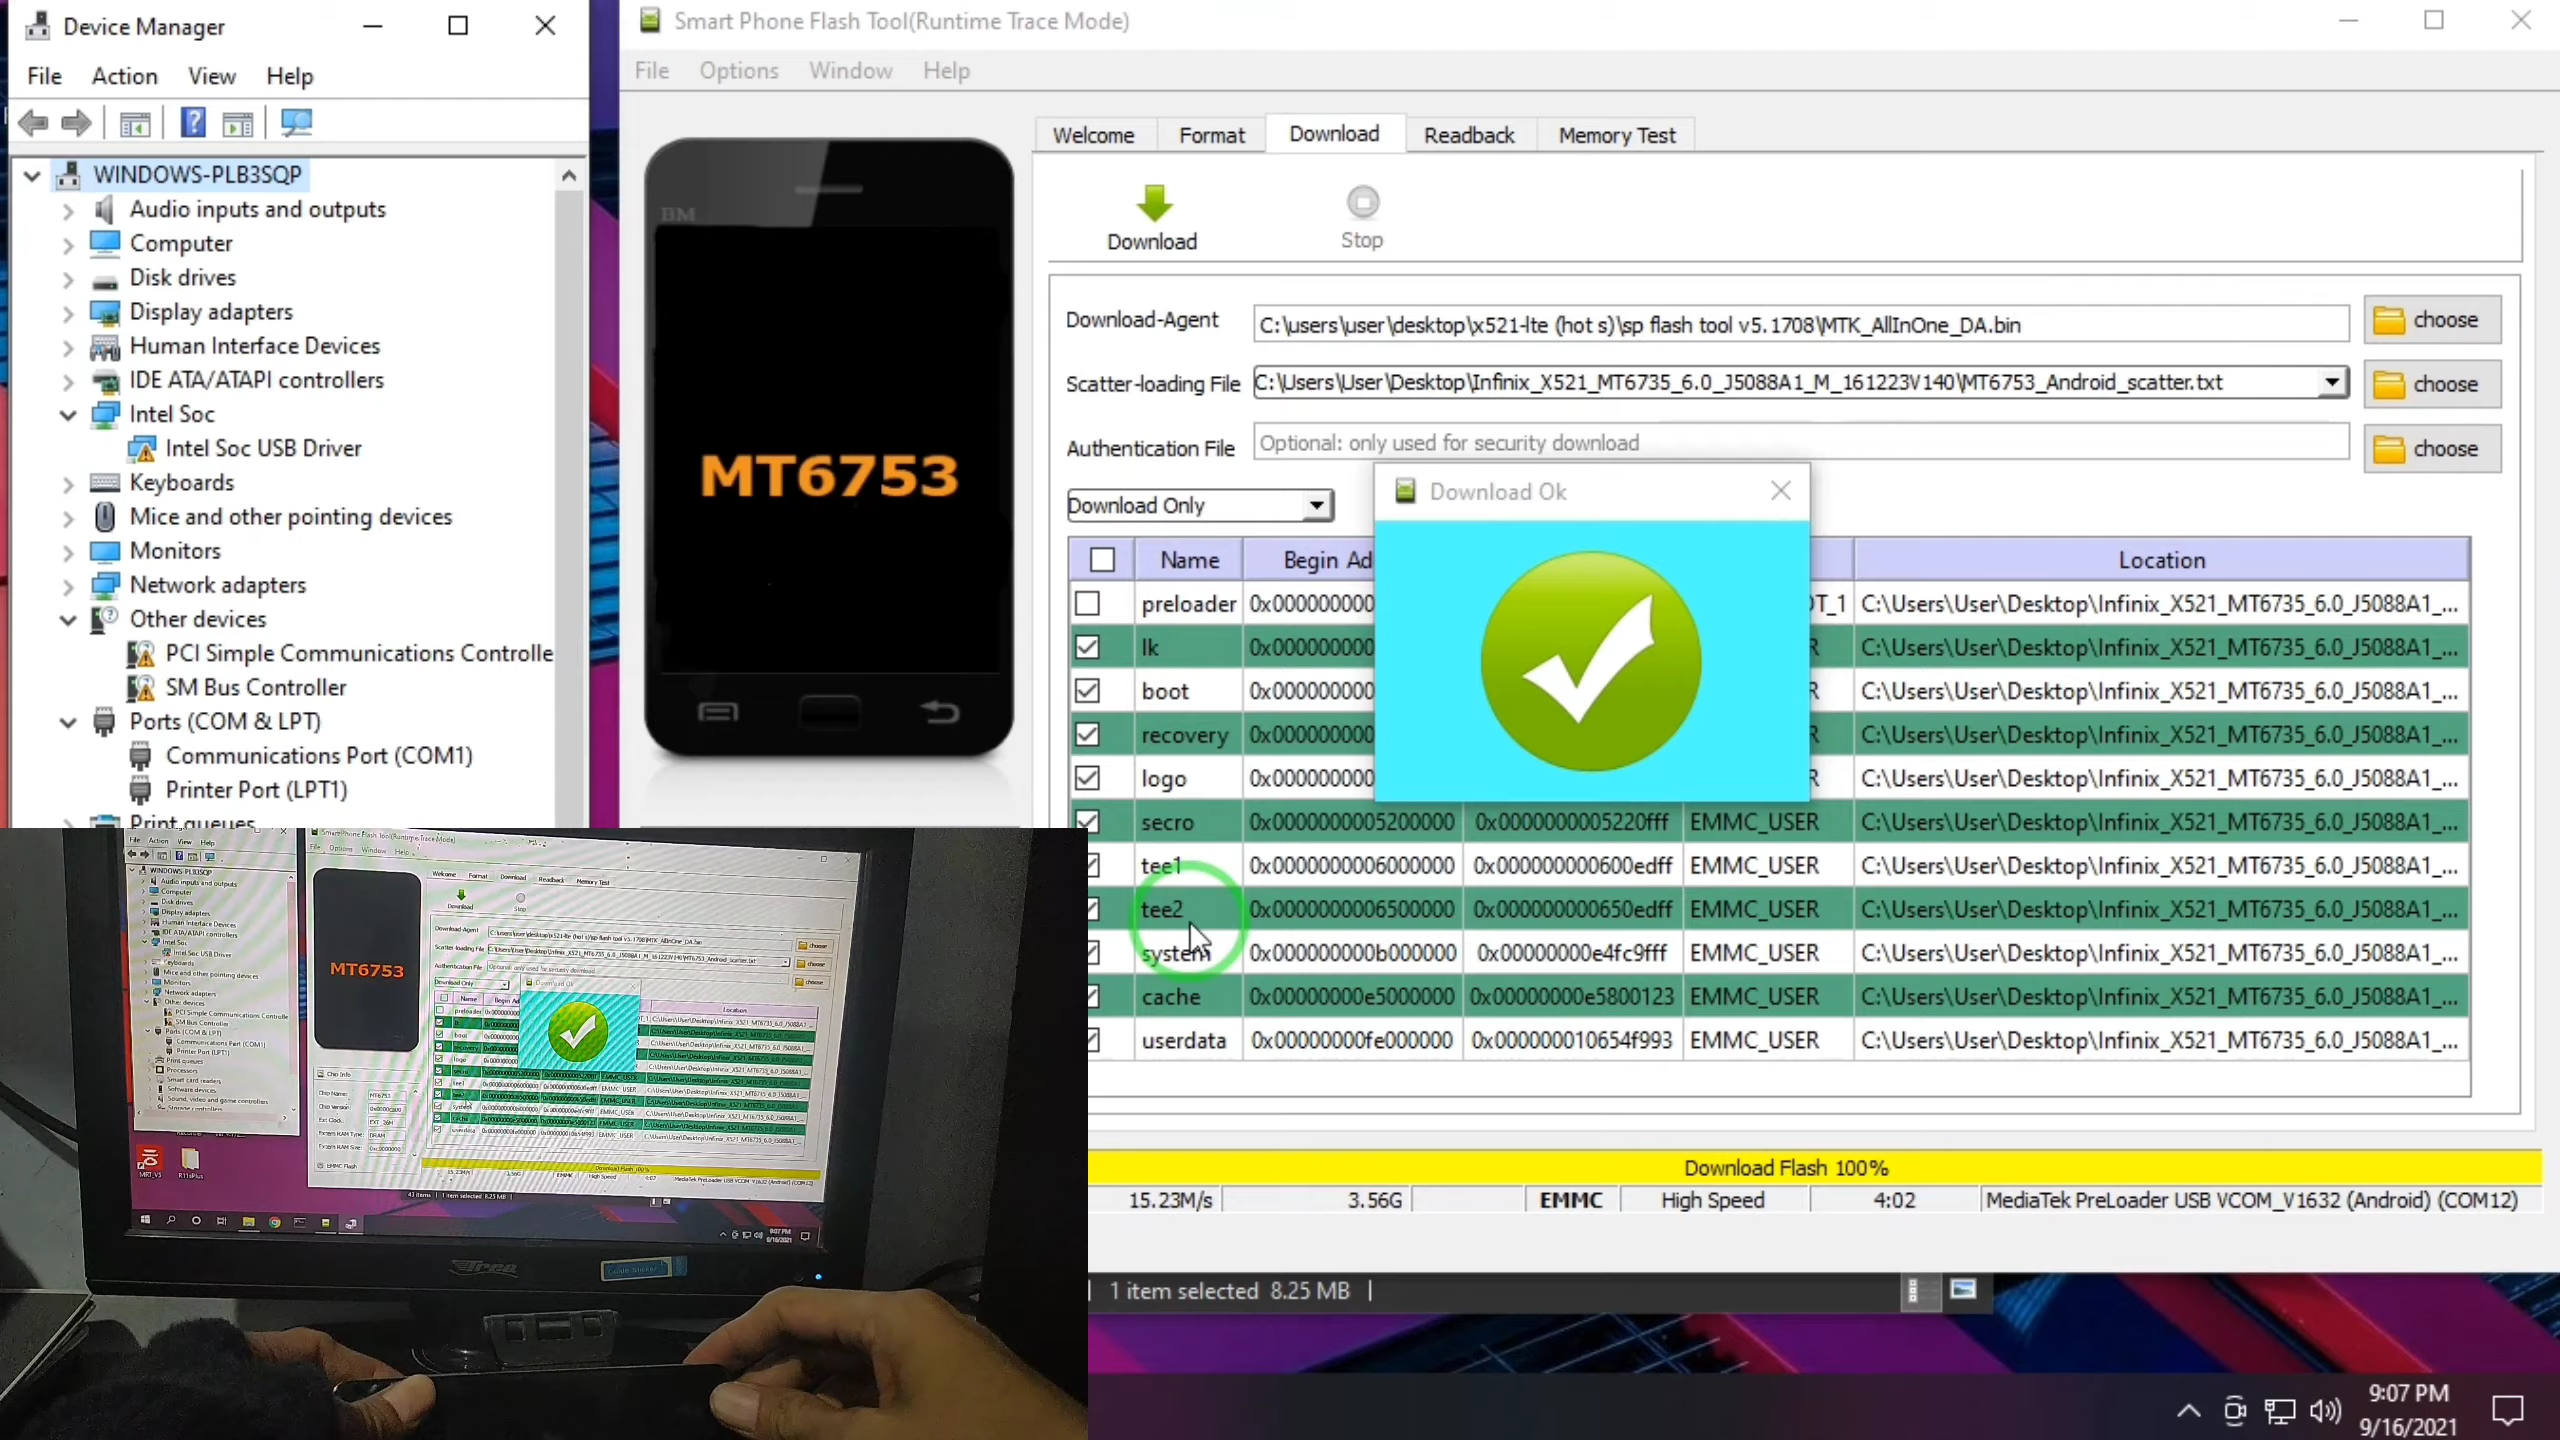 Device Manager
File Action View Help
WINDOWS-PLB3SQP
Audio inputs and outputs
Computer
Disk drives
Display adapters
Human Interface Devices
IDE ATA/ATAPI controllers
Intel Soc
Intel Soc USB Driver
Keyboards
Mice and other pointing devices
Monitors
Network adapters
Other devices
PCI Simple Communications Controlle
SM Bus Controller
Ports (COM & LPT)
Communications Port (COM1)
Printer Port (LPT1)
Print queues
Smart Phone Flash Tool(Runtime Trace Mode)
File Options Window Help
BM
MT6753
Welcome Format Download Readback Memory Test
Download Stop
Download-Agent C:\users\user\desktop\x521-lte (hot s)\sp flash tool v5.1708\MTK_AllInOne_DA.bin choose
Scatter-loading File C:\Users\User\Desktop\Infinix_X521_MT6735_6.0_J5088A1_M_161223V140\MT6753_Android_scatter.txt choose
Authentication File Optional: only used for security download choose
Download Only
Download Ok
Name Begin Ad Location
preloader 0x000000000 OT_1 C:\Users\User\Desktop\Infinix_X521_MT6735_6.0_J5088A1_...
lk 0x000000000 R C:\Users\User\Desktop\Infinix_X521_MT6735_6.0_J5088A1_...
boot 0x000000000 R C:\Users\User\Desktop\Infinix_X521_MT6735_6.0_J5088A1_...
recovery 0x000000000 R C:\Users\User\Desktop\Infinix_X521_MT6735_6.0_J5088A1_...
logo 0x000000000 R C:\Users\User\Desktop\Infinix_X521_MT6735_6.0_J5088A1_...
secro 0x0000000005200000 0x0000000005220fff EMMC_USER C:\Users\User\Desktop\Infinix_X521_MT6735_6.0_J5088A1_...
tee1 0x0000000006000000 0x000000000600edff EMMC_USER C:\Users\User\Desktop\Infinix_X521_MT6735_6.0_J5088A1_...
tee2 0x0000000006500000 0x000000000650edff EMMC_USER C:\Users\User\Desktop\Infinix_X521_MT6735_6.0_J5088A1_...
system 0x000000000b000000 0x00000000e4fc9fff EMMC_USER C:\Users\User\Desktop\Infinix_X521_MT6735_6.0_J5088A1_...
cache 0x00000000e5000000 0x00000000e5800123 EMMC_USER C:\Users\User\Desktop\Infinix_X521_MT6735_6.0_J5088A1_...
userdata 0x00000000fe000000 0x000000010654f993 EMMC_USER C:\Users\User\Desktop\Infinix_X521_MT6735_6.0_J5088A1_...
Download Flash 100%
15.23M/s 3.56G EMMC High Speed 4:02 MediaTek PreLoader USB VCOM_V1632 (Android) (COM12)
1 item selected 8.25 MB
9:07 PM
9/16/2021
MT6753